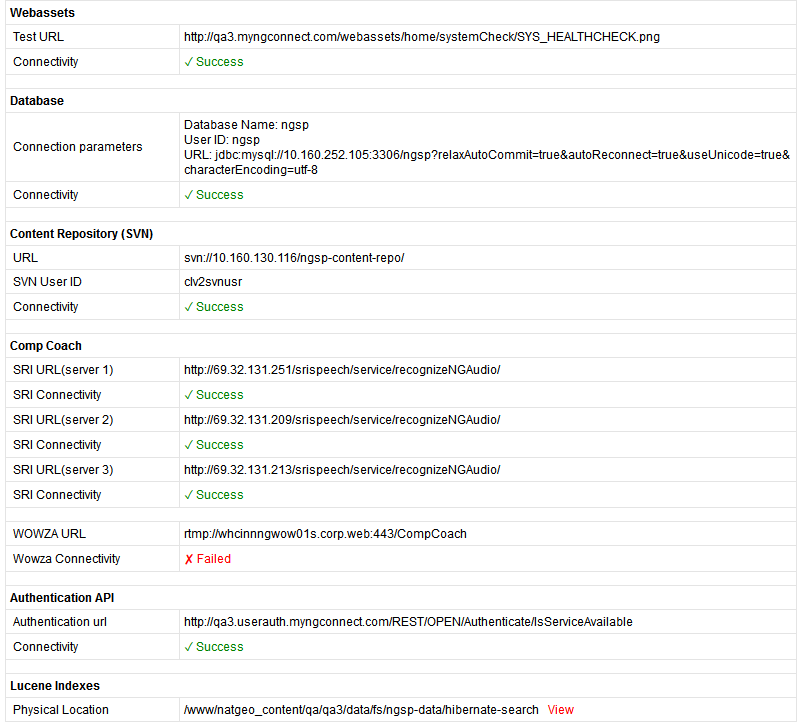 Webassets
Test URL http://qa3.myngconnect.com/webassets/home/systemCheck/SYS_HEALTHCHECK.png
Connectivity ✓ Success
Database
Connection parameters
Database Name: ngsp
User ID: ngsp
URL: jdbc:mysql://10.160.252.105:3306/ngsp?relaxAutoCommit=true&autoReconnect=true&useUnicode=true&
characterEncoding=utf-8
Connectivity ✓ Success
Content Repository (SVN)
URL svn://10.160.130.116/ngsp-content-repo/
SVN User ID clv2svnusr
Connectivity ✓ Success
Comp Coach
SRI URL(server 1) http://69.32.131.251/srispeech/service/recognizeNGAudio/
SRI Connectivity ✓ Success
SRI URL(server 2) http://69.32.131.209/srispeech/service/recognizeNGAudio/
SRI Connectivity ✓ Success
SRI URL(server 3) http://69.32.131.213/srispeech/service/recognizeNGAudio/
SRI Connectivity ✓ Success
WOWZA URL rtmp://whcinnngwow01s.corp.web:443/CompCoach
Wowza Connectivity ✗ Failed
Authentication API
Authentication url http://qa3.userauth.myngconnect.com/REST/OPEN/Authenticate/IsServiceAvailable
Connectivity ✓ Success
Lucene Indexes
Physical Location /www/natgeo_content/qa/qa3/data/fs/ngsp-data/hibernate-search View